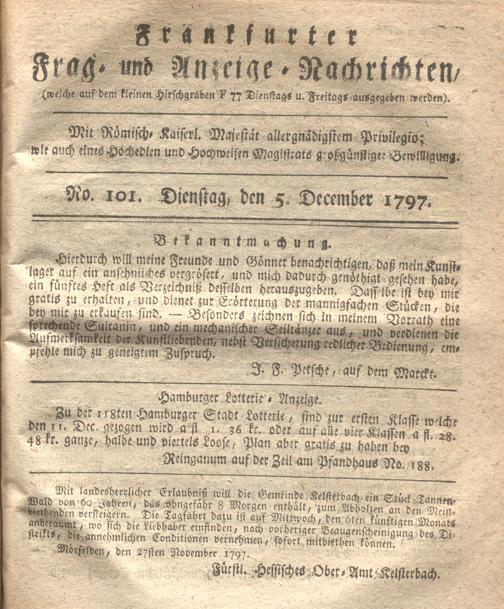 Frankfurter
Frag- und Anzeige-Nachrichten,
(welche auf dem kleinen Hirschgraben F 77 Dienstags u. Freitags ausgegeben werden).
Mit Römisch-Kaiserl. Majestät allergnädigstem Privilegio;
wie auch eines Hochedlen und Hochweisen Magistrats großgünstiger Bewilligung.
No. 101. Dienstag, den 5. December 1797.
Bekanntmachung.
Hierdurch will meine Freunde und Gönner benachrichtigen, daß mein Kunst-
lager auf ein ansehnliches vergrösert, und mich dadurch genöthigt gesehen habe,
ein fünftes Heft als Verzeichniß desselben herauszugeben. Dasselbe ist bey mir
gratis zu erhalten, und dienet zur Erörterung der mannigfachen Stücken, die
bey mir zu erkaufen sind. — Besonders zeichnen sich in meinem Vorrathe eine
sprechende Sultanin, und ein mechanischer Seiltänzer aus, und verdienen die
Aufmerksamkeit der Kunstliebenden, nebst Versicherung redlicher Bedienung, em-
pfehle mich zu geneigtem Zuspruch.
J. F. Petsche, auf dem Marckt.
Hamburger Lotterie-Anzeige.
Zu der 118ten Hamburger Stadt Lotterie, sind zur ersten Klasse welche
den 11. Dec. gezogen wird a fl. 1. 36 kr. oder auf alle vier Klassen a fl. 28.
48 kr. ganze, halbe und viertels Loose, Plan aber gratis zu haben bey
Reinganum auf der Zeil am Pfandhaus No. 188.
Mit landesherrlicher Erlaubniß will die Gemeinde Kelsterbach ein Stück Tannen-
Wald von 60 Jahren, das ohngefähr 8 Morgen enthält, zum Abholzen an den Meist-
biethenden versteigern. Die Tagfahrt dazu ist auf Mittwoch, den 6ten künftigen Monats
anberaumt, wo sich die Liebhaber einfinden, nach vorheriger Beaugenscheinigung des Di-
strikts, die annehmlichen Conditionen vernehmen, sofort mitbiethen können.
Mörfelden, den 27sten November 1797.
Fürstl. Hessisches Ober-Amt Kelsterbach.